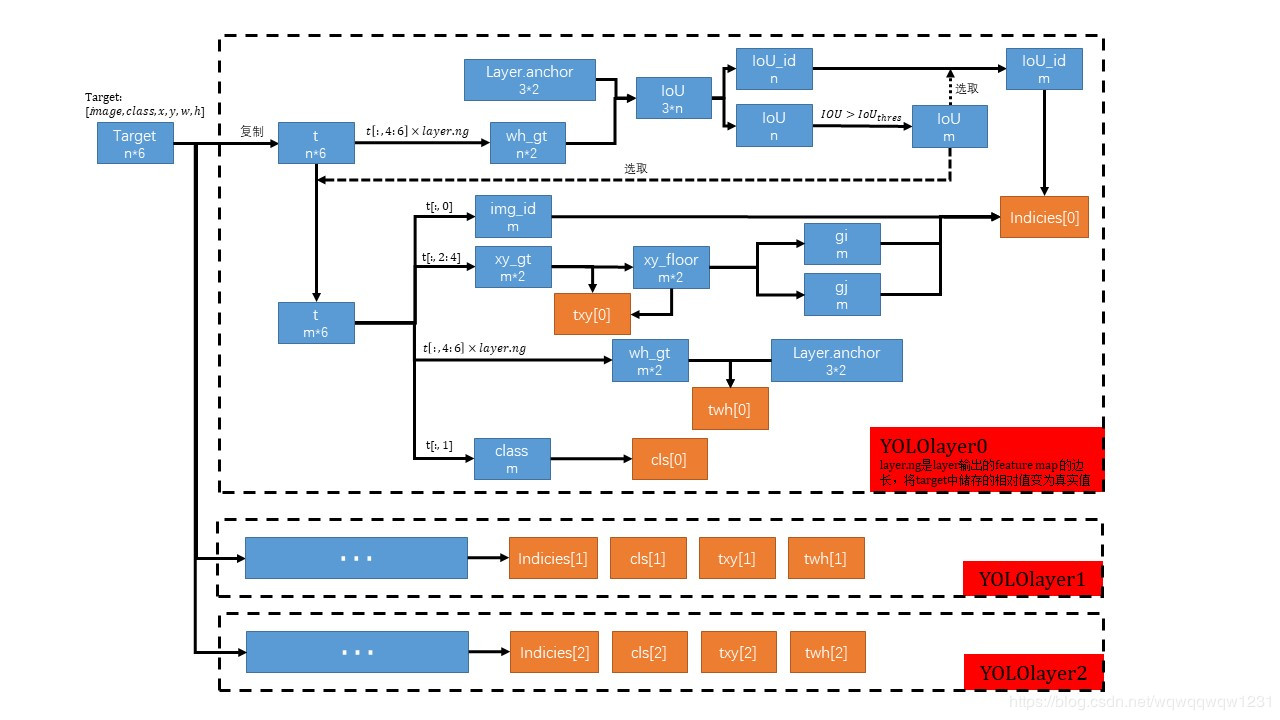 Target:
[image,class,x,y,w,h]
Target
n*6
复制
t
n*6
t[:,4:6]×layer.ng
wh_gt
n*2
Layer.anchor
3*2
IoU
3*n
IoU_id
n
IoU
n
IOU > IoUthres
IoU
m
选取
IoU_id
m
选取
Indicies[0]
t
m*6
t[:,0]
img_id
m
t[:,2:4]
xy_gt
m*2
xy_floor
m*2
gi
m
gj
m
txy[0]
t[:,4:6]×layer.ng
wh_gt
m*2
Layer.anchor
3*2
twh[0]
t[:,1]
class
m
cls[0]
YOLOlayer0
layer.ng是layer输出的feature map的边
长，将target中储存的相对值变为真实值
...
Indicies[1]
cls[1]
txy[1]
twh[1]
YOLOlayer1
...
Indicies[2]
cls[2]
txy[2]
twh[2]
YOLOlayer2
https://blog.csdn.net/wqwqqwqw1231